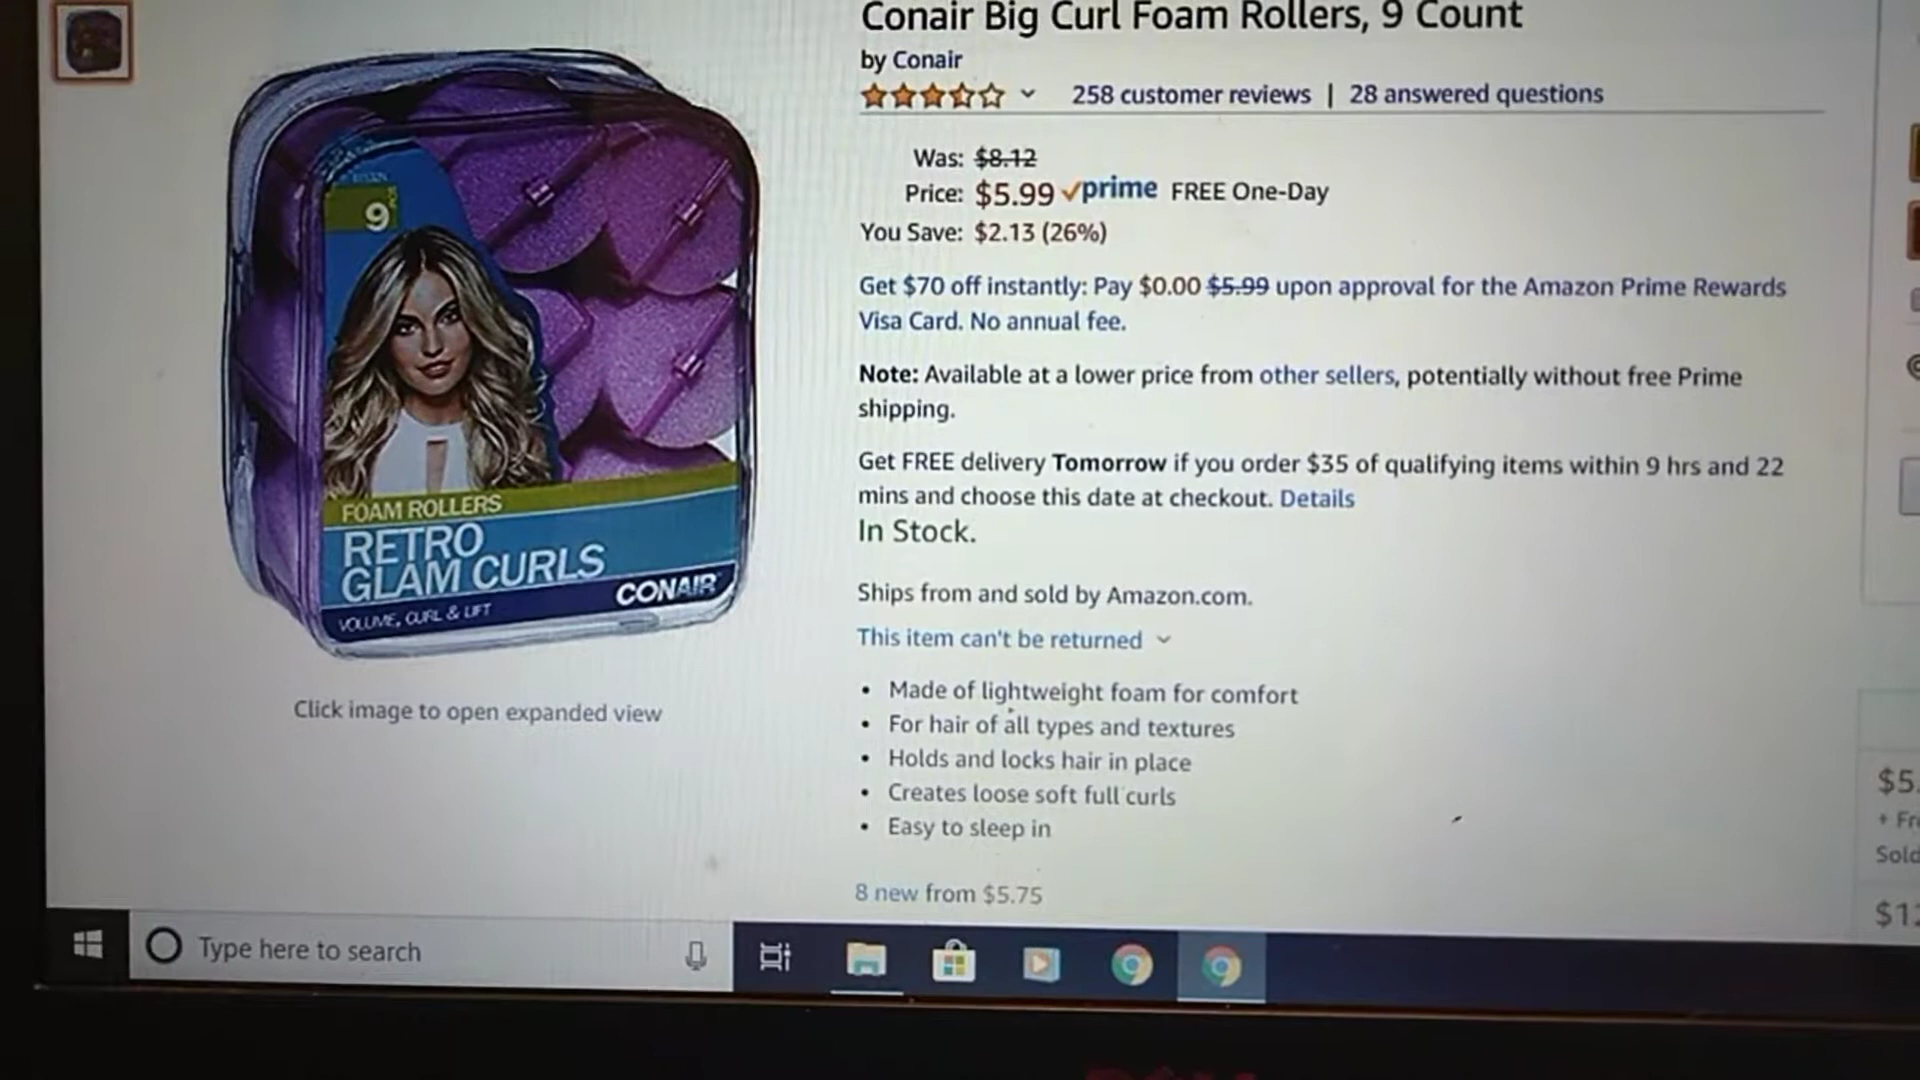 Conair Big Curl Foam Rollers, 9 Count
by Conair
258 customer reviews | 28 answered questions
Was: $8.12
Price: $5.99 prime FREE One-Day
You Save: $2.13 (26%)
Get $70 off instantly: Pay $0.00 $5.99 upon approval for the Amazon Prime Rewards
Visa Card. No annual fee.
Note: Available at a lower price from other sellers, potentially without free Prime
shipping.
Get FREE delivery Tomorrow if you order $35 of qualifying items within 9 hrs and 22
mins and choose this date at checkout. Details
In Stock.
Ships from and sold by Amazon.com.
This item can't be returned
• Made of lightweight foam for comfort
• For hair of all types and textures
• Holds and locks hair in place
• Creates loose soft full curls
• Easy to sleep in
8 new from $5.75
9
FOAM ROLLERS
RETRO
GLAM CURLS
CONAIR
VOLUME, CURL & LIFT
Click image to open expanded view
$5.
+ Fr
Sold
$1
Type here to search